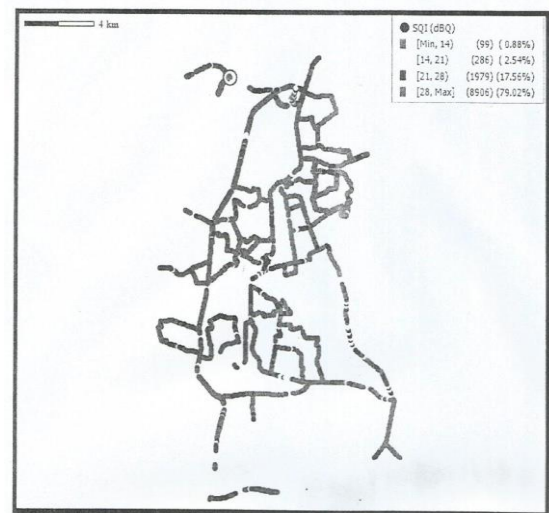 4 km
SQI (dBQ)
[Min, 14) (99) ( 0.88%)
[14, 21) (286) ( 2.54%)
[21, 28) (1979) (17.56%)
[28, Max] (8906) (79.02%)